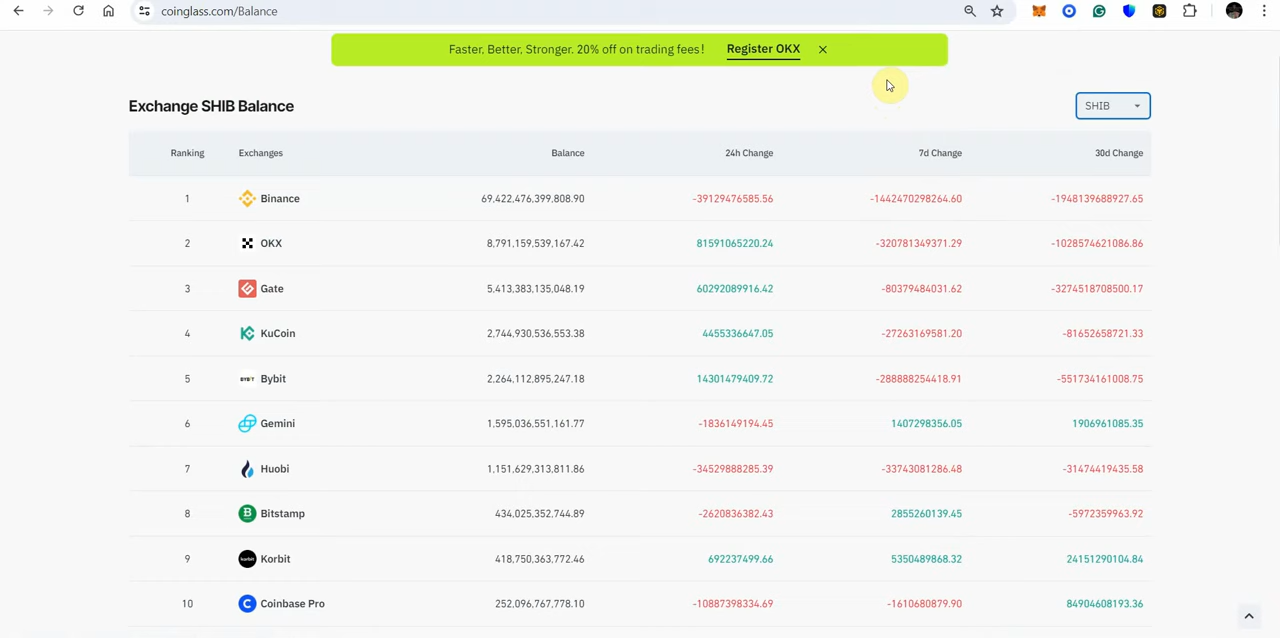 coinglass.com/Balance
Faster. Better. Stronger. 20% off on trading fees! Register OKX
Exchange SHIB Balance
SHIB
Ranking Exchanges Balance 24h Change 7d Change 30d Change
1 Binance 69,422,476,399,808.90 -39129476585.56 -1442470298264.60 -1948139688927.65
2 OKX 8,791,159,539,167.42 81591065220.24 -320781349371.29 -1028574621086.86
3 Gate 5,413,383,135,048.19 60292089916.42 -80379484031.62 -3274518708500.17
4 KuCoin 2,744,930,536,553.38 4455336647.05 -27263169581.20 -81652658721.33
5 Bybit 2,264,112,895,247.18 14301479409.72 -288888254418.91 -551734161008.75
6 Gemini 1,595,036,551,161.77 -1836149194.45 1407298356.05 1906961085.35
7 Huobi 1,151,629,313,811.86 -34529888285.39 -33743081286.48 -31474419435.58
8 Bitstamp 434,025,352,744.89 -2620836382.43 2855260139.45 -5972359963.92
9 Korbit 418,750,363,772.46 692237499.66 5350489868.32 24151290104.84
10 Coinbase Pro 252,096,767,778.10 -10887398334.69 -1610680879.90 84904608193.36